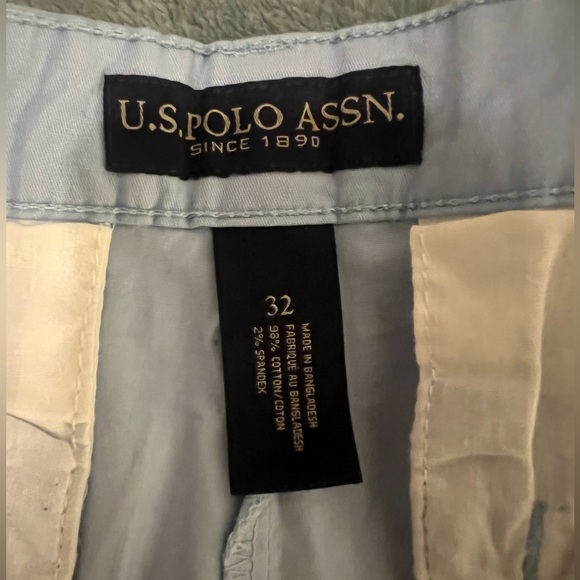 U.S. POLO ASSN.
SINCE 1890
32
MADE IN BANGLADESH
FABRIQUE AU BANGLADESH
98% COTTON/COTON
2% SPANDEX